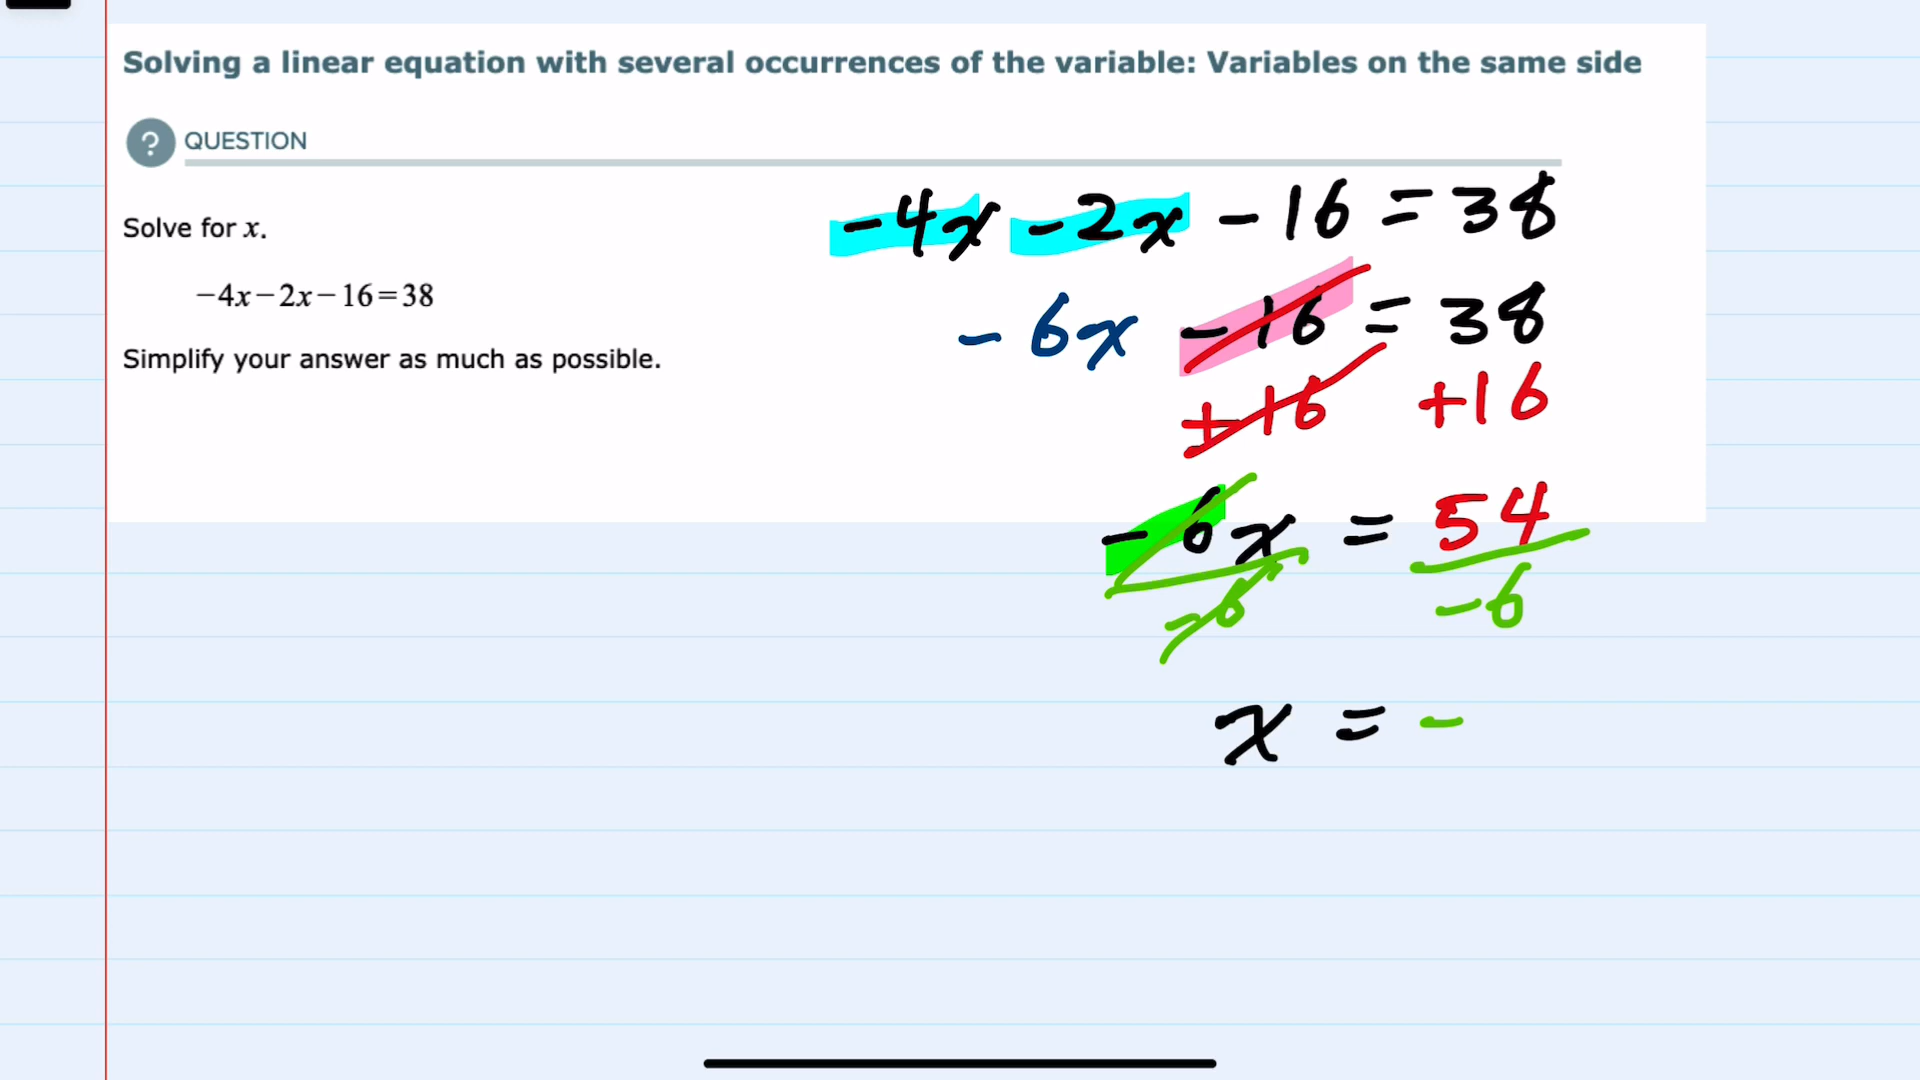 Solving a linear equation with several occurrences of the variable: Variables on the same side
? QUESTION
Solve for x.
−4x−2x−16=38
Simplify your answer as much as possible.
-4x -2x -16 = 38
-6x -16 = 38
+16 +16
-6x = 54
-6 -6
x = -